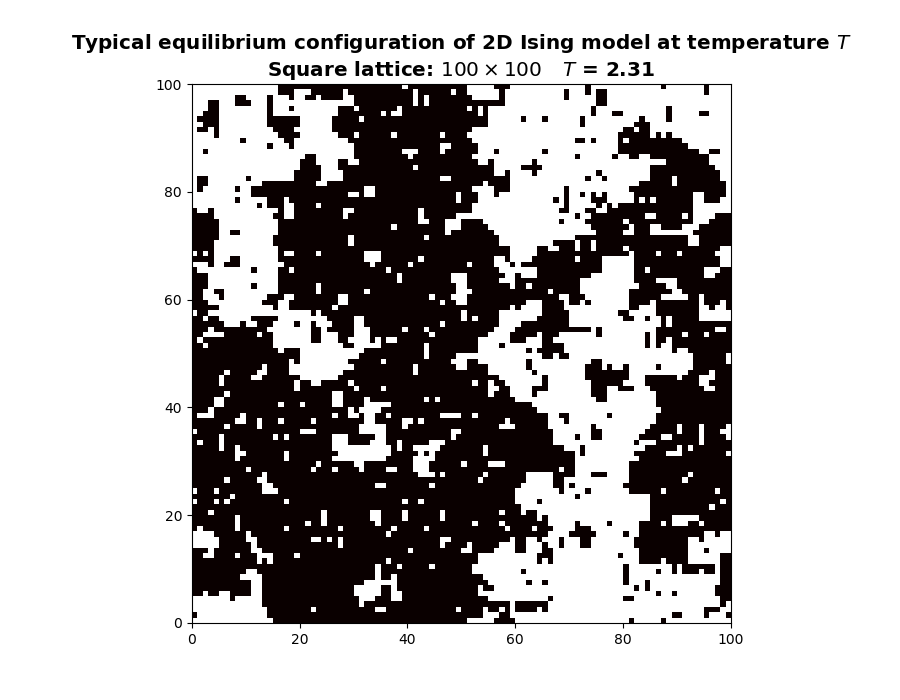 Typical equilibrium configuration of 2D Ising model at temperature T
Square lattice: 100 × 100 T = 2.31
100
80
60
40
20
0
0 20 40 60 80 100